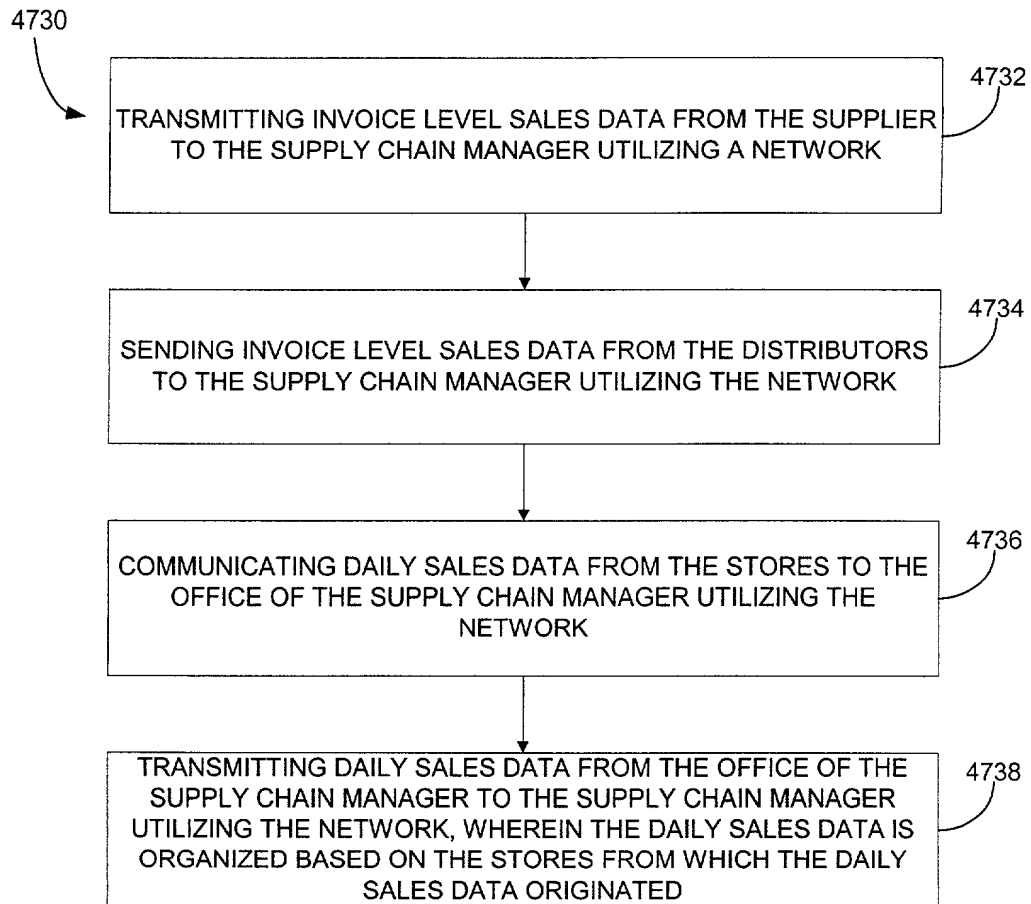 4730
4732
TRANSMITTING INVOICE LEVEL SALES DATA FROM THE SUPPLIER
TO THE SUPPLY CHAIN MANAGER UTILIZING A NETWORK
4734
SENDING INVOICE LEVEL SALES DATA FROM THE DISTRIBUTORS
TO THE SUPPLY CHAIN MANAGER UTILIZING THE NETWORK
4736
COMMUNICATING DAILY SALES DATA FROM THE STORES TO THE
OFFICE OF THE SUPPLY CHAIN MANAGER UTILIZING THE
NETWORK
4738
TRANSMITTING DAILY SALES DATA FROM THE OFFICE OF THE
SUPPLY CHAIN MANAGER TO THE SUPPLY CHAIN MANAGER
UTILIZING THE NETWORK, WHEREIN THE DAILY SALES DATA IS
ORGANIZED BASED ON THE STORES FROM WHICH THE DAILY
SALES DATA ORIGINATED